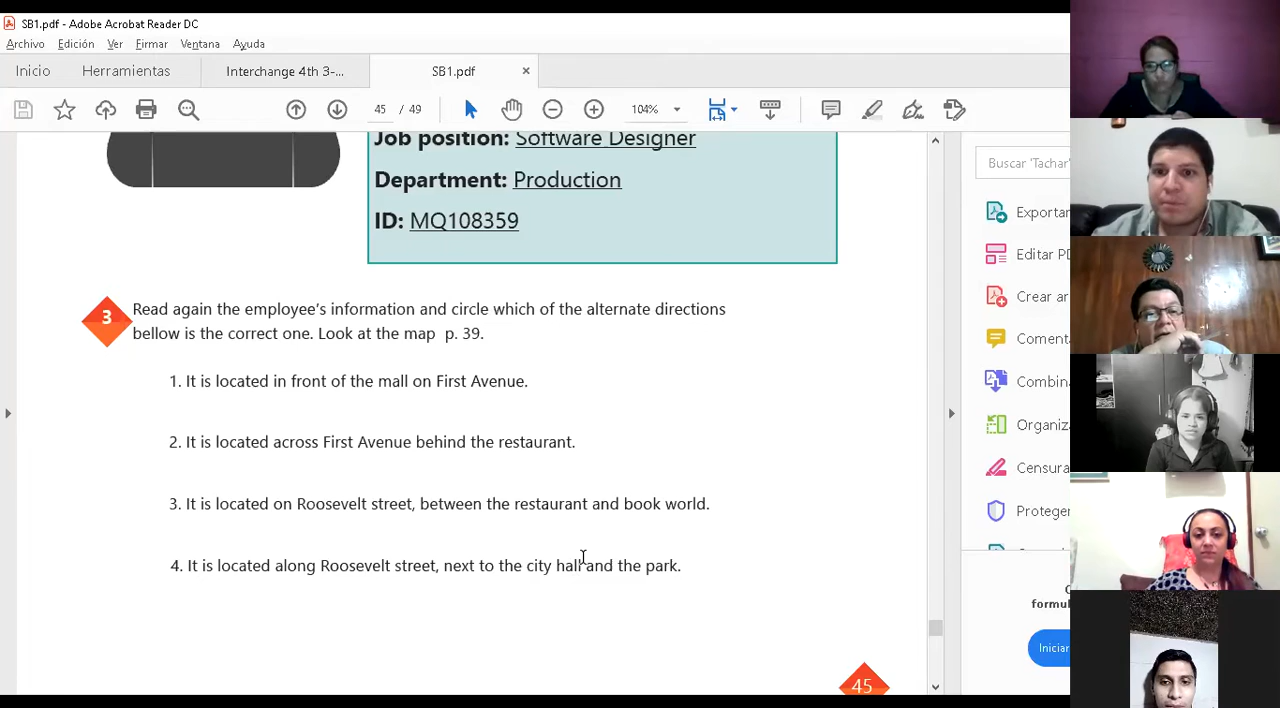 SB1.pdf - Adobe Acrobat Reader DC
Archivo Edición Ver Firmar Ventana Ayuda
Inicio Herramientas Interchange 4th 3-... SB1.pdf ×
45 / 49 104%
Job position: Software Designer
Department: Production
ID: MQ108359
3
Read again the employee's information and circle which of the alternate directions
bellow is the correct one. Look at the map p. 39.
1. It is located in front of the mall on First Avenue.
2. It is located across First Avenue behind the restaurant.
3. It is located on Roosevelt street, between the restaurant and book world.
4. It is located along Roosevelt street, next to the city hall and the park.
45
Buscar 'Tachar'
Exportar
Editar PD
Crear ar
Coment
Combin
Organiz
Censura
Proteger
formu
Iniciar